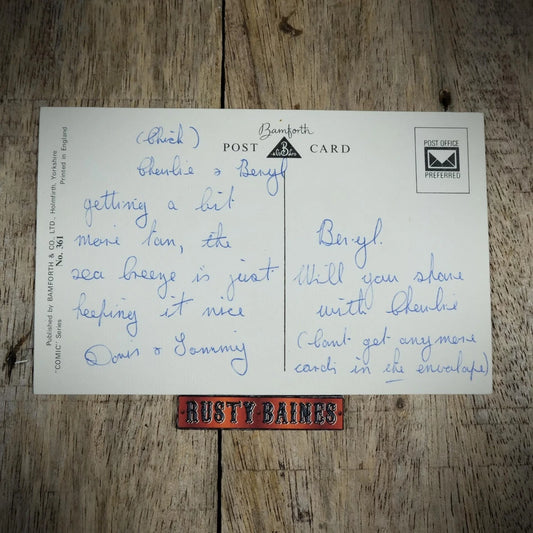 Published by BAMFORTH & CO. LTD., Holmfirth, Yorkshire
"COMIC" Series No. 361 Printed in England
Bamforth
POST CARD
POST OFFICE
PREFERRED
(Chick)
Charlie & Beryl
getting a bit
more tan, the
sea breeze is just
keeping it nice
Doris & Tommy
Beryl.
Will you share
with Charlie
(Cant get any more
cards in the envalope)
RUSTY BAINES